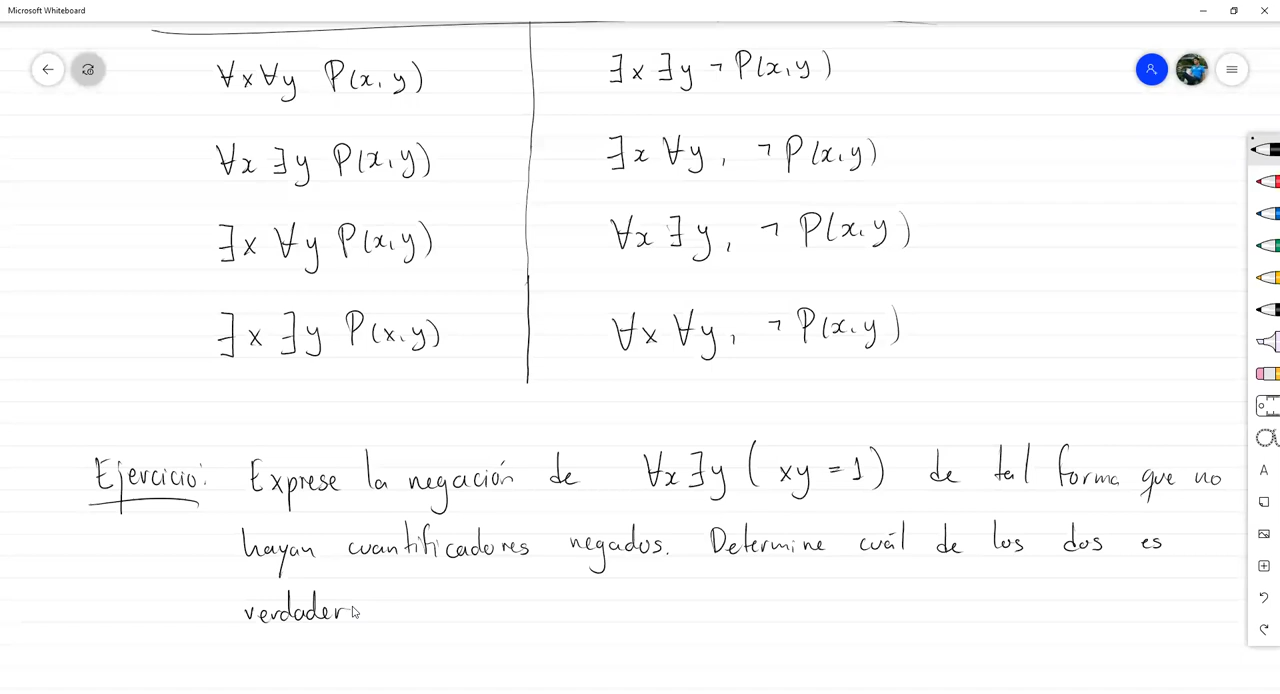 Microsoft Whiteboard
∀x∀y P(x,y) ∃x ∃y ¬P(x,y)
∀x ∃y P(x,y) ∃x ∀y, ¬P(x,y)
∃x ∀y P(x,y) ∀x ∃y, ¬P(x,y)
∃x ∃y P(x,y) ∀x ∀y, ¬P(x,y)
Ejercicio: Exprese la negación de ∀x∃y (xy=1) de tal forma que no
hayan cuantificadores negados. Determine cuál de los dos es
verdader
A